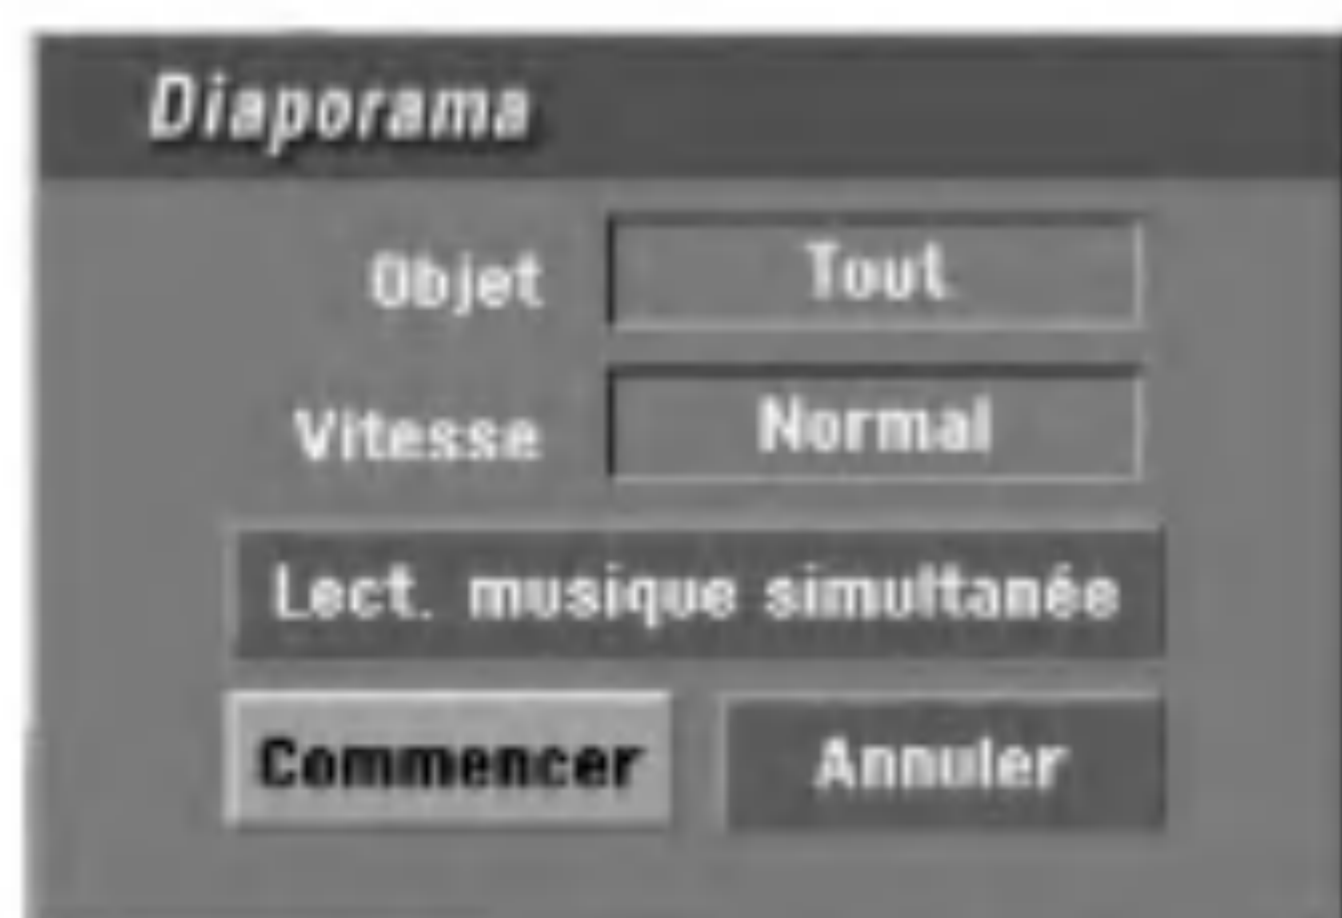 Diaporama
Objet Tout
Vitesse Normal
Lect. musique simultanée
Commencer Annuler